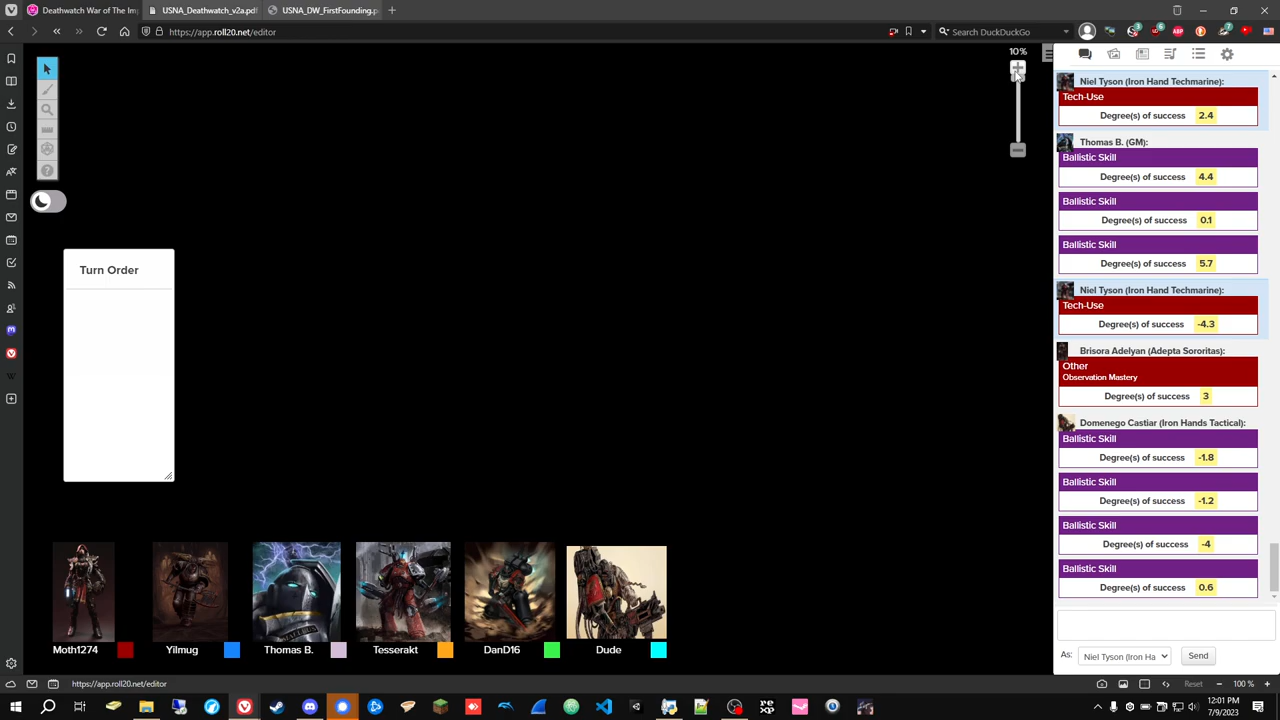 Deathwatch War of The Imp
USNA_Deathwatch_v2a.pdf
USNA_DW_FirstFounding.p
https://app.roll20.net/editor
Search DuckDuckGo
10%
Turn Order
Niel Tyson (Iron Hand Techmarine):
Tech-Use
Degree(s) of success 2.4
Thomas B. (GM):
Ballistic Skill
Degree(s) of success 4.4
Ballistic Skill
Degree(s) of success 0.1
Ballistic Skill
Degree(s) of success 5.7
Niel Tyson (Iron Hand Techmarine):
Tech-Use
Degree(s) of success -4.3
Brisora Adelyan (Adepta Sororitas):
Other
Observation Mastery
Degree(s) of success 3
Domenego Castiar (Iron Hands Tactical):
Ballistic Skill
Degree(s) of success -1.8
Ballistic Skill
Degree(s) of success -1.2
Ballistic Skill
Degree(s) of success -4
Ballistic Skill
Degree(s) of success 0.6
As: Niel Tyson (Iron Ha Send
Moth1274
Yilmug
Thomas B.
Tesserakt
DanD16
Dude
https://app.roll20.net/editor
Reset
100 %
12:01 PM
7/9/2023